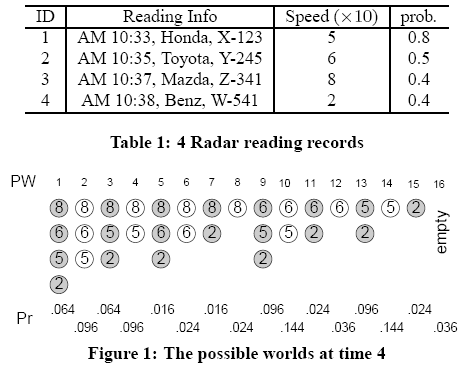 ID Reading Info Speed (×10) prob.
1 AM 10:33, Honda, X-123 5 0.8
2 AM 10:35, Toyota, Y-245 6 0.5
3 AM 10:37, Mazda, Z-341 8 0.4
4 AM 10:38, Benz, W-541 2 0.4
Table 1: 4 Radar reading records
PW 1 2 3 4 5 6 7 8 9 10 11 12 13 14 15 16
8 8 8 8 8 8 8 8 6 6 6 6 5 5 2 empty
6 6 5 5 6 6 2 5 5 2 2
5 5 2 2 2
2
Pr .064 .064 .016 .016 .096 .024 .096 .024
.096 .096 .024 .024 .144 .036 .144 .036
Figure 1: The possible worlds at time 4